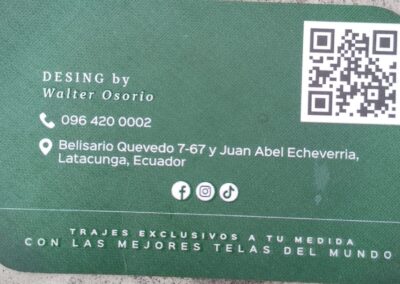 DESING by
Walter Osorio
096 420 0002
Belisario Quevedo 7-67 y Juan Abel Echeverria,
Latacunga, Ecuador
TRAJES EXCLUSIVOS A TU MEDIDA
CON LAS MEJORES TELAS DEL MUNDO